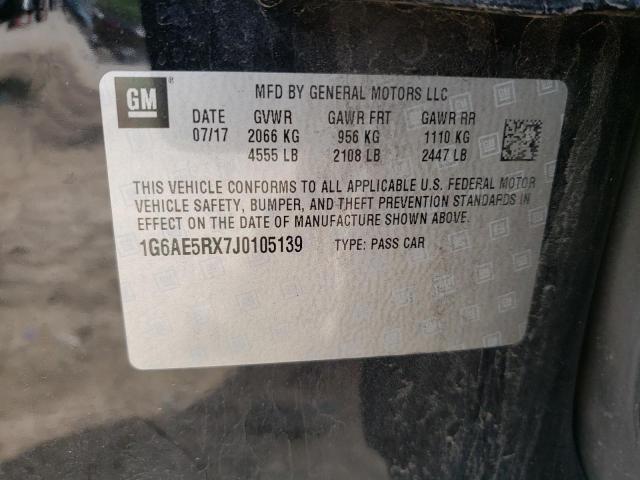 GM ®
MFD BY GENERAL MOTORS LLC
DATE GVWR GAWR FRT GAWR RR
07/17 2066 KG 956 KG 1110 KG
4555 LB 2108 LB 2447 LB
THIS VEHICLE CONFORMS TO ALL APPLICABLE U.S. FEDERAL MOTOR
VEHICLE SAFETY, BUMPER, AND THEFT PREVENTION STANDARDS IN
EFFECT ON THE DATE OF MANUFACTURE SHOWN ABOVE.
1G6AE5RX7J0105139 TYPE: PASS CAR